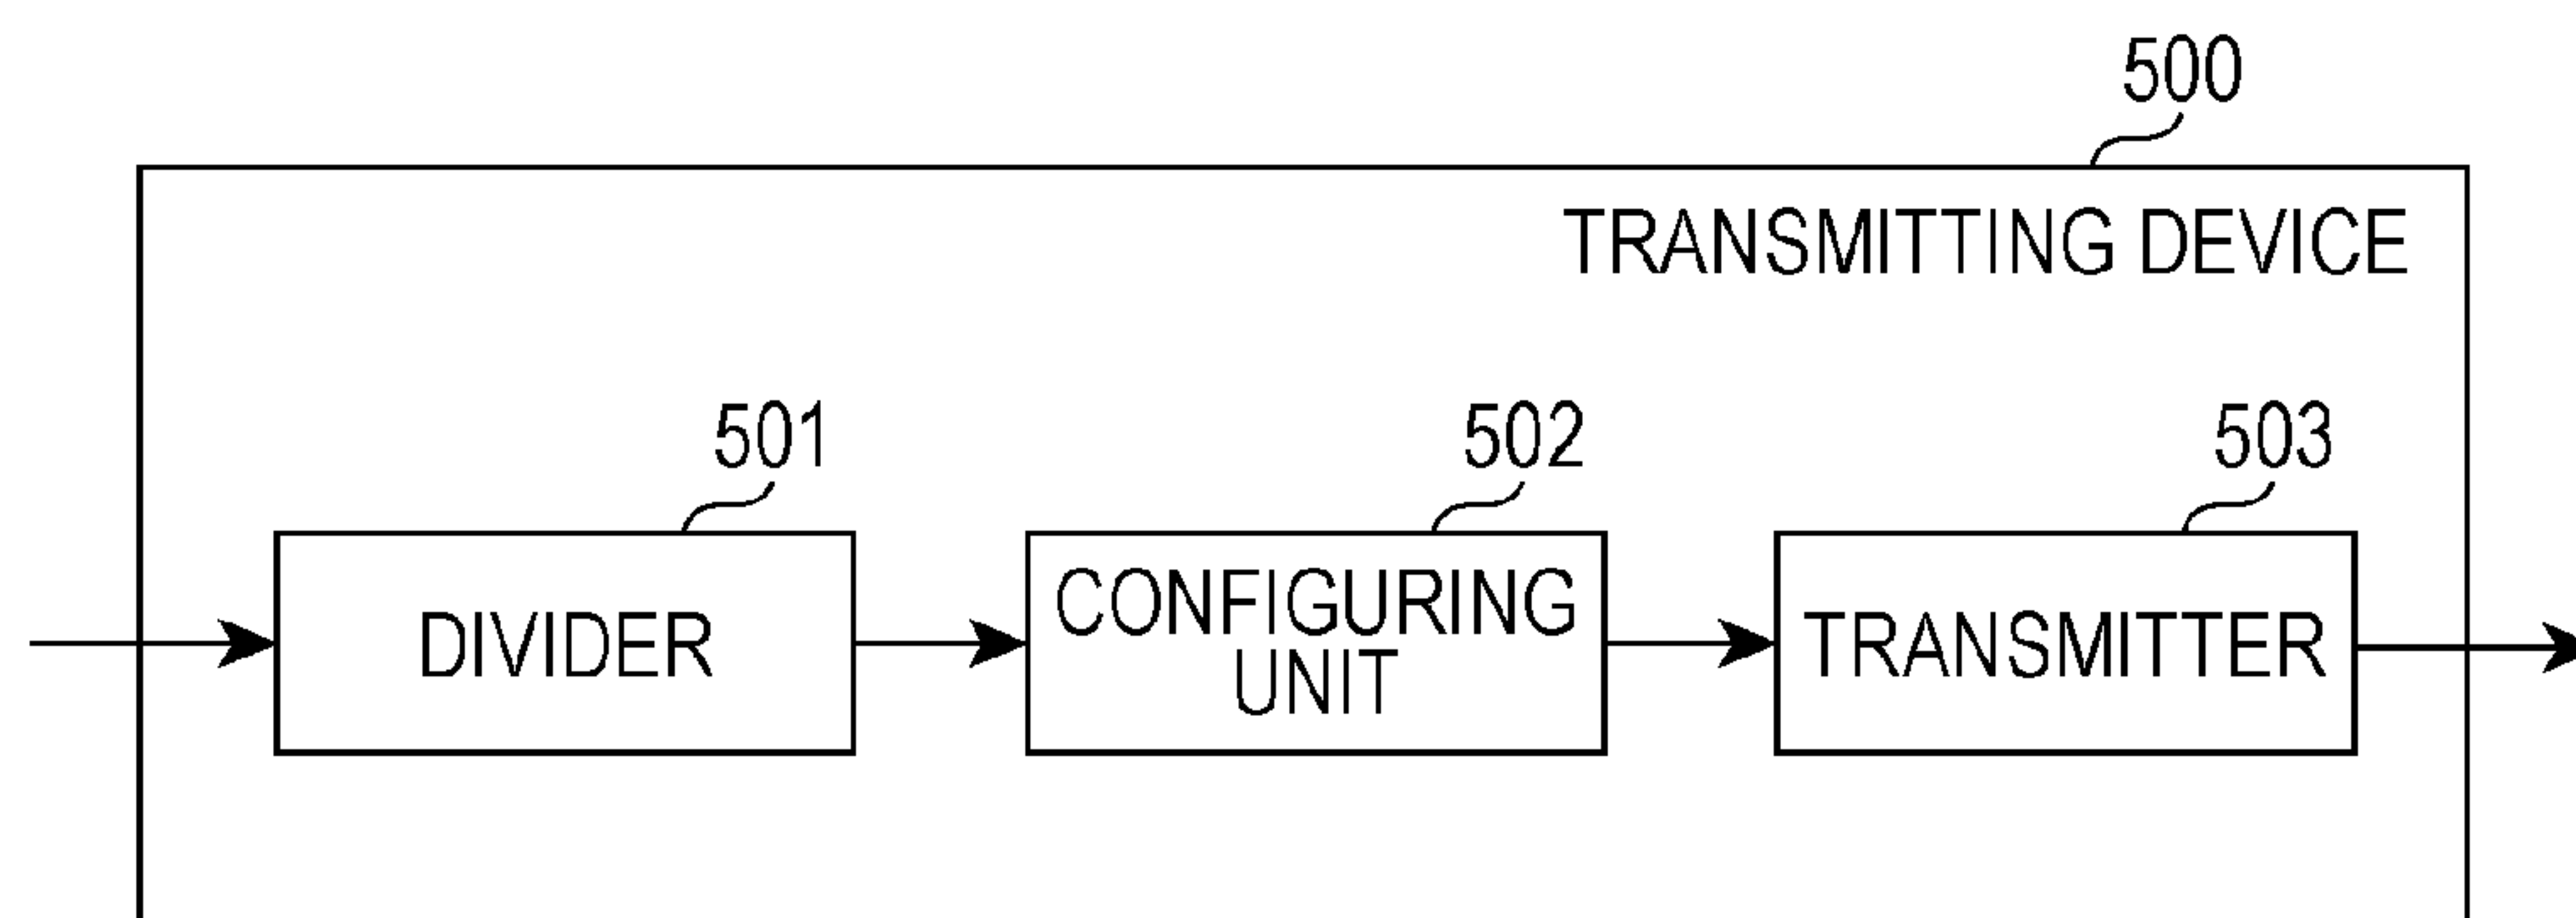 500
TRANSMITTING DEVICE
501
502
503
DIVIDER
CONFIGURING
UNIT
TRANSMITTER